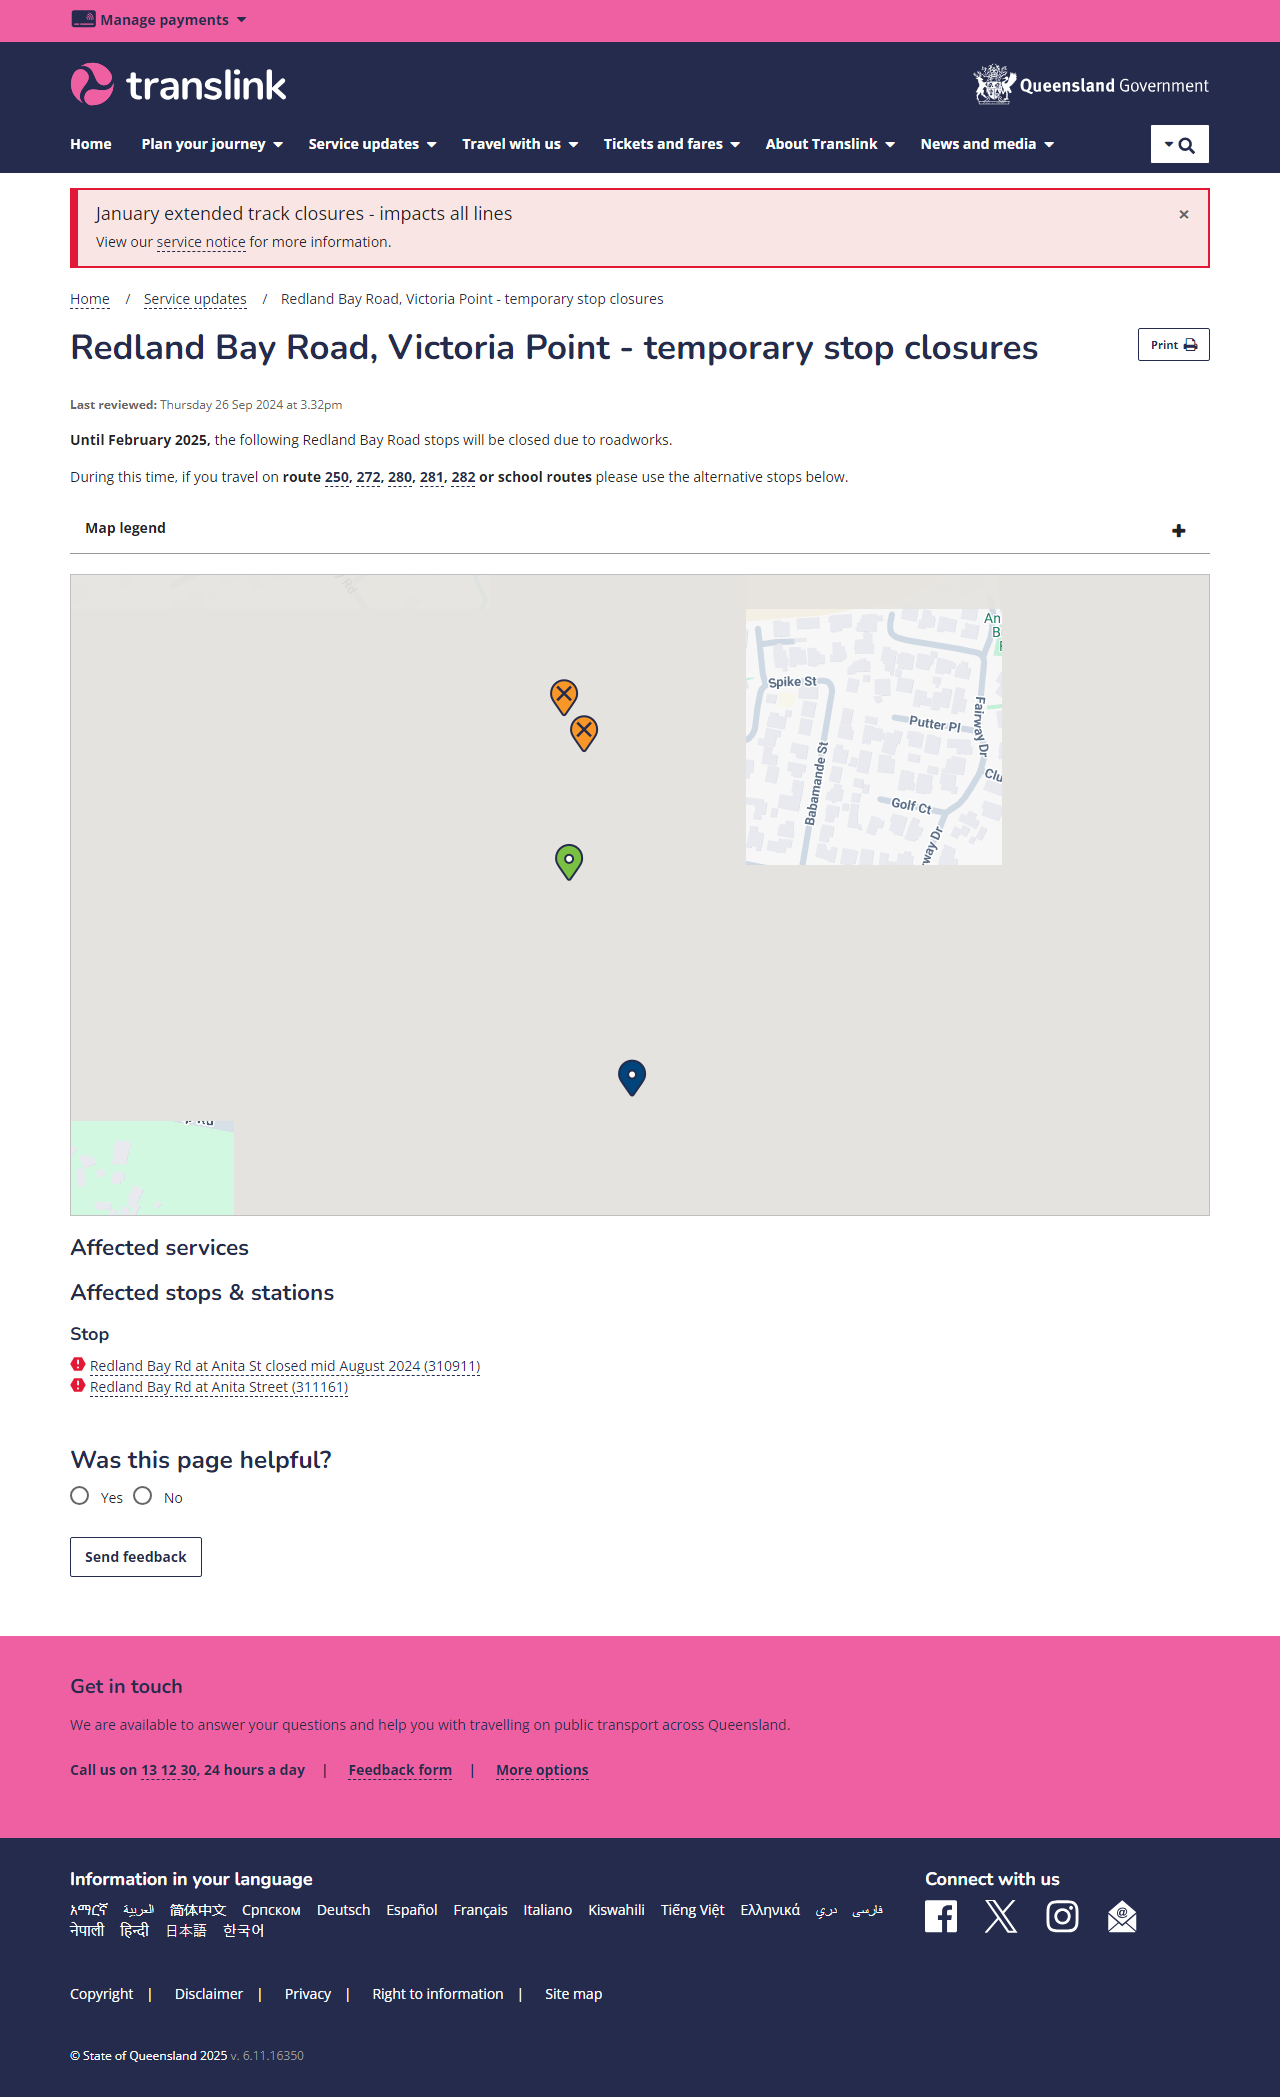 Manage payments
translink
Queensland Government
Home Plan your journey Service updates Travel with us Tickets and fares About Translink News and media
January extended track closures - impacts all lines
×
View our service notice for more information.
Home / Service updates / Redland Bay Road, Victoria Point - temporary stop closures
Redland Bay Road, Victoria Point - temporary stop closures
Print
Last reviewed: Thursday 26 Sep 2024 at 3.32pm
Until February 2025, the following Redland Bay Road stops will be closed due to roadworks.
During this time, if you travel on route 250, 272, 280, 281, 282 or school routes please use the alternative stops below.
Map legend
Rd
An
B
Spike St
Fairway Dr
Putter Pl
Babamande St
Clu
Golf Ct
way Dr
Affected services
Affected stops & stations
Stop
Redland Bay Rd at Anita St closed mid August 2024 (310911)
Redland Bay Rd at Anita Street (311161)
Was this page helpful?
Yes No
Send feedback
Get in touch
We are available to answer your questions and help you with travelling on public transport across Queensland.
Call us on 13 12 30, 24 hours a day | Feedback form | More options
Information in your language
Connect with us
አማርኛ العربية 简体中文 Српском Deutsch Español Français Italiano Kiswahili Tiếng Việt Ελληνικά دري فارسی
नेपाली हिन्दी 日本語 한국어
Copyright | Disclaimer | Privacy | Right to information | Site map
© State of Queensland 2025 v. 6.11.16350